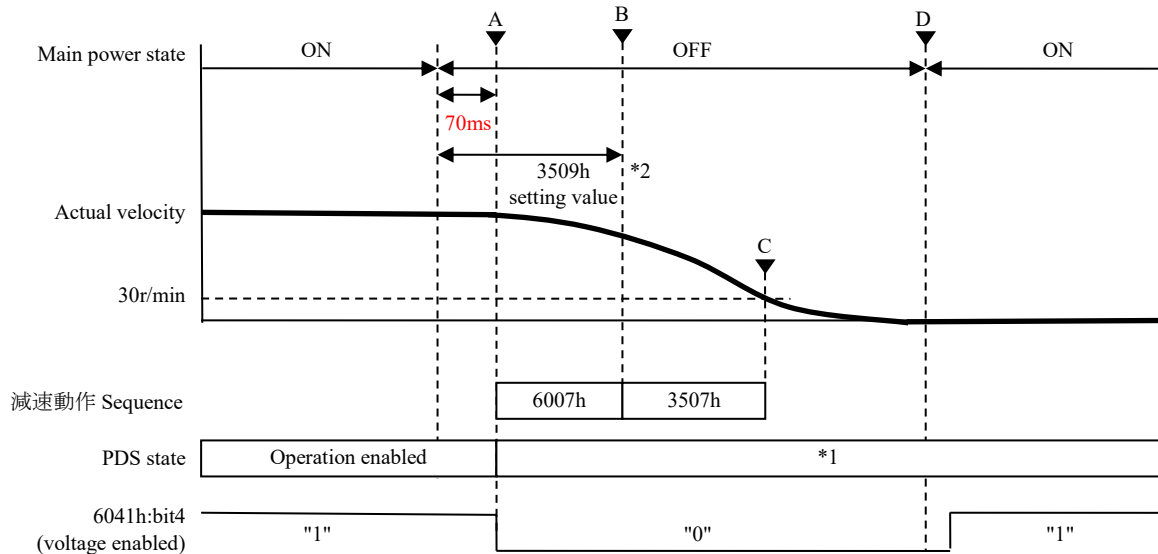 A
B
D
Main power state
ON
OFF
ON
70ms
3509h
*2
setting value
Actual velocity
C
30r/min
減速動作 Sequence
6007h
3507h
PDS state
Operation enabled
*1
6041h:bit4
(voltage enabled)
"1"
"0"
"1"